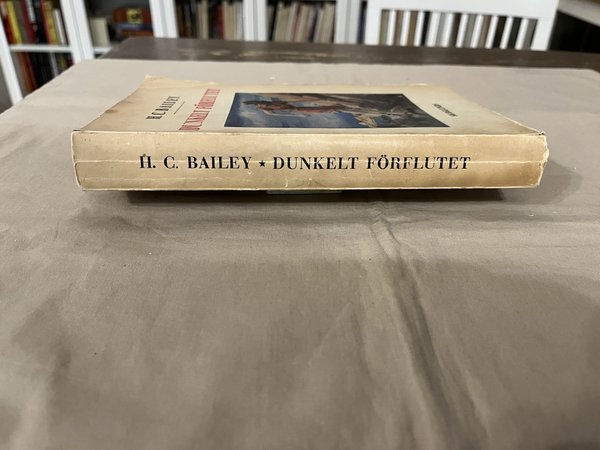 H. C. BAILEY
DUNKELT FÖRFLUTET
H. C. BAILEY ★ DUNKELT FÖRFLUTET